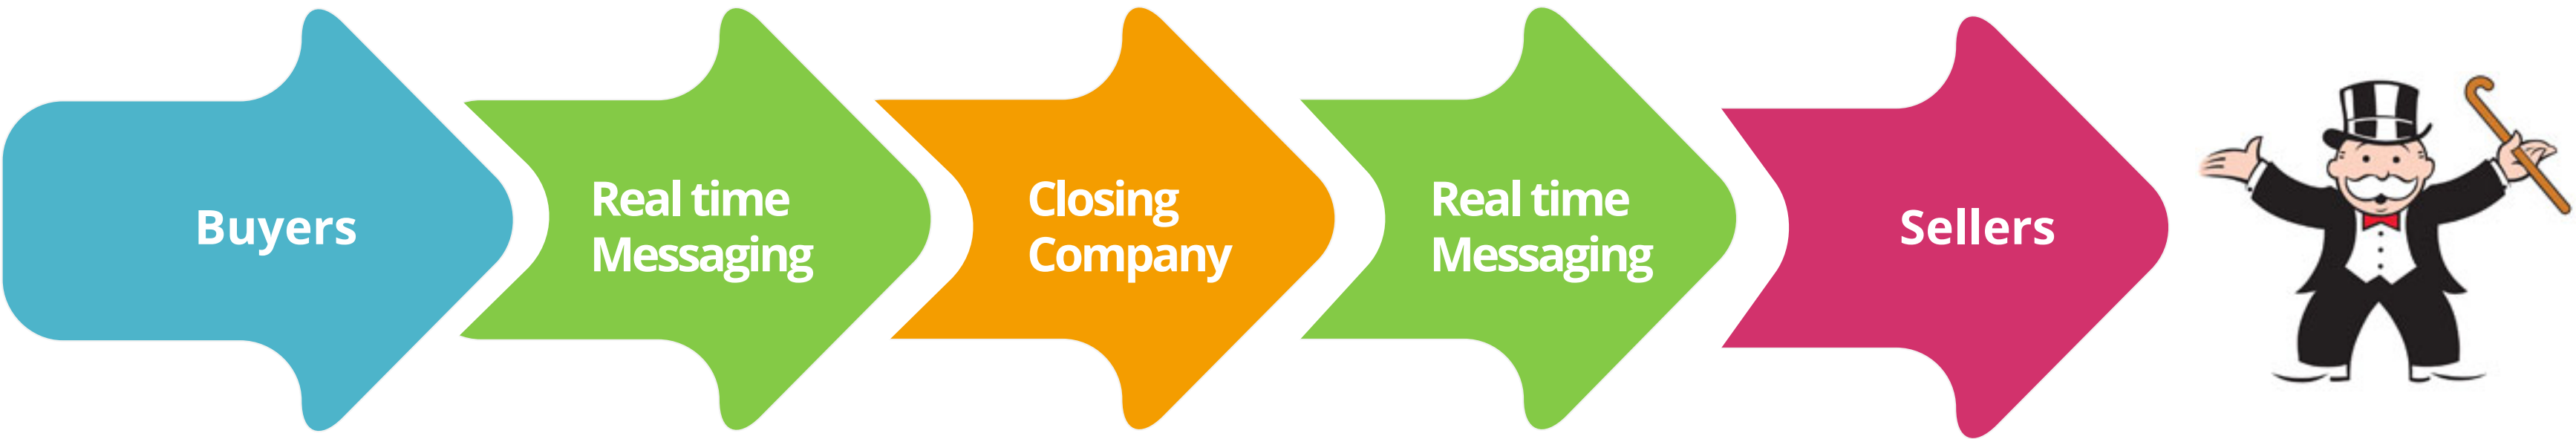 Buyers
Real time
Messaging
Closing
Company
Real time
Messaging
Sellers